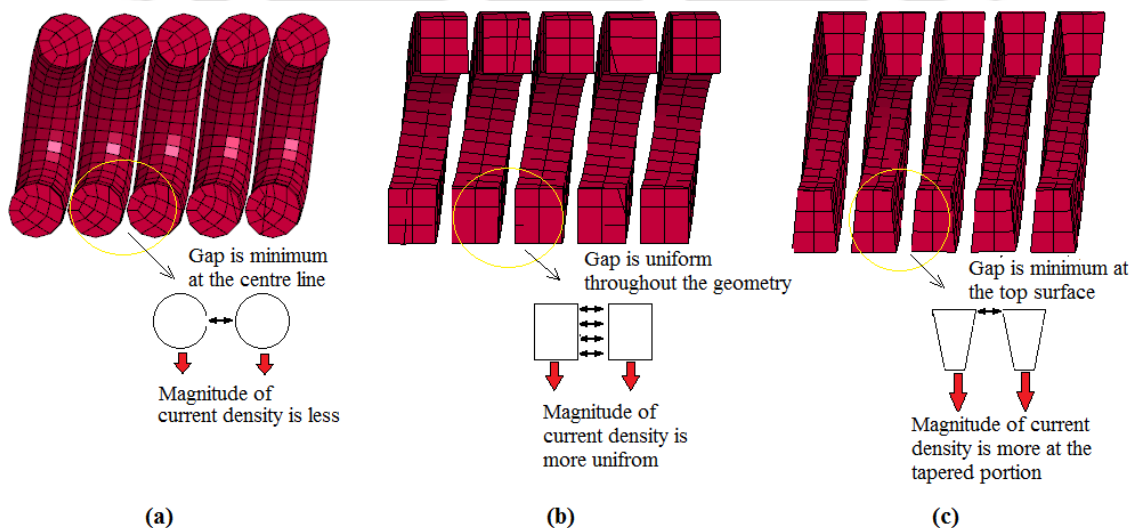 Gap is minimum
at the centre line
Magnitude of
current density is less
(a)
Gap is uniform
throughout the geometry
Magnitude of
current density is
more unifrom
(b)
Gap is minimum at
the top surface
Magnitude of current
density is more at the
tapered portion
(c)